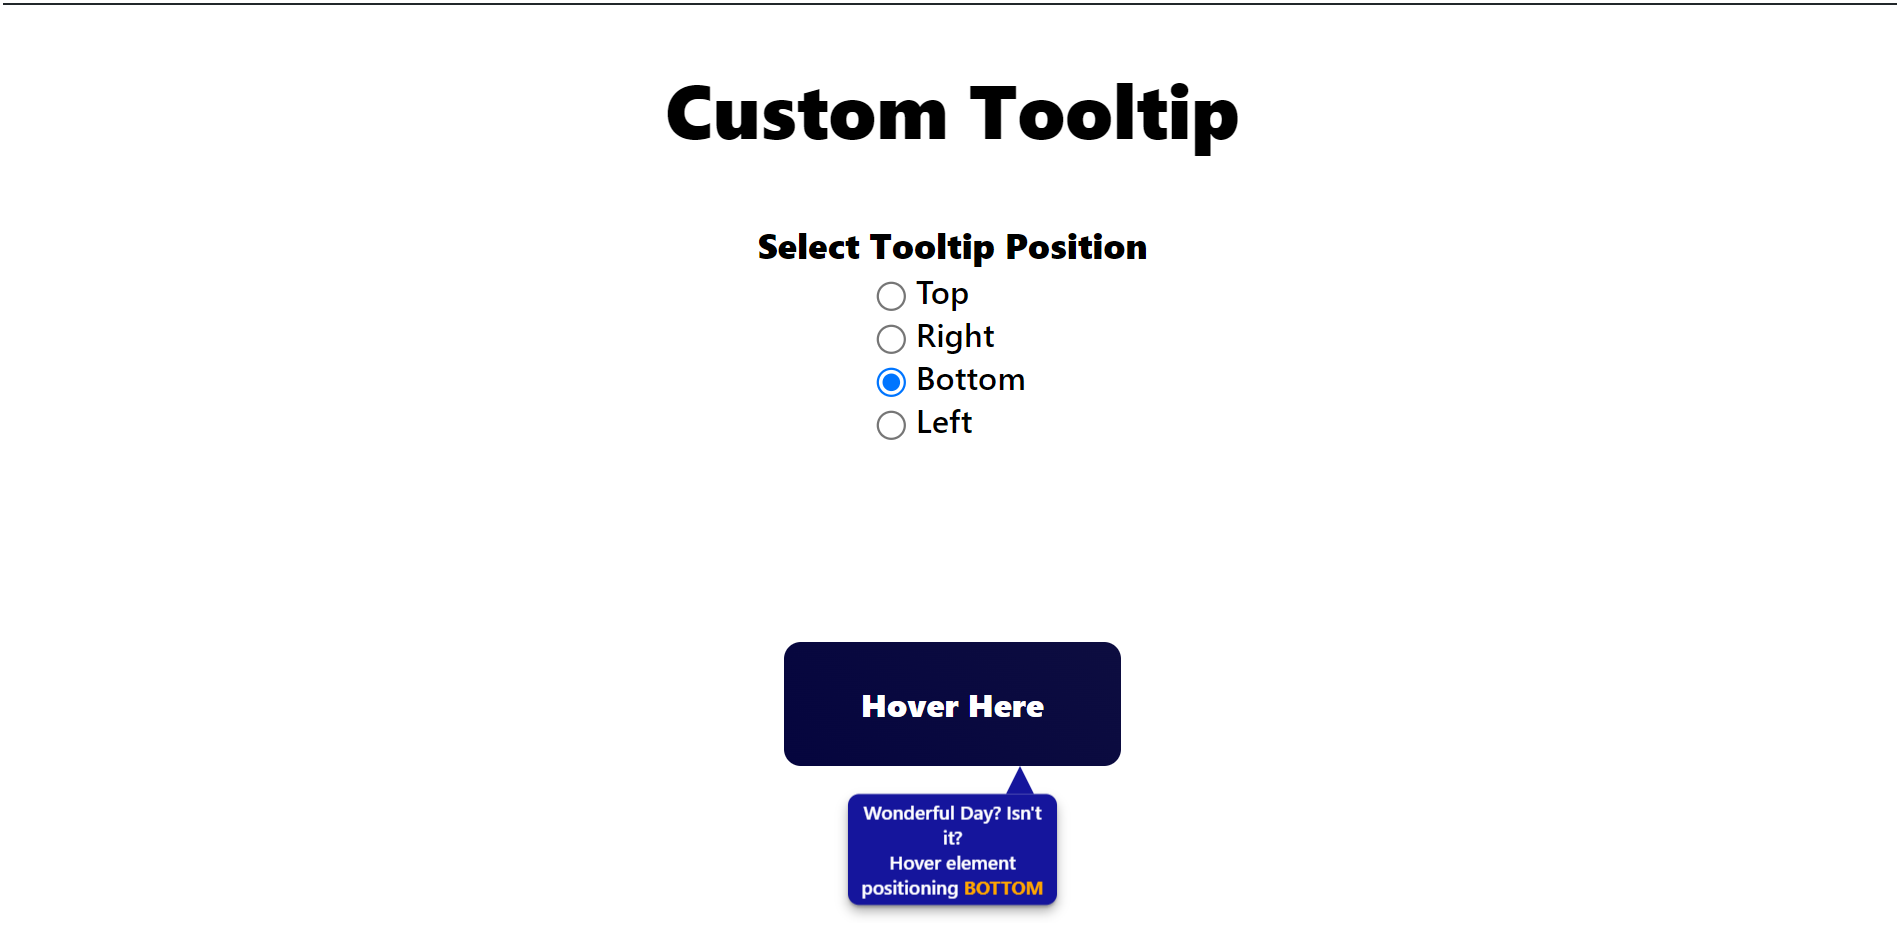 Custom Tooltip
Select Tooltip Position
Top
Right
Bottom
Left
Hover Here
Wonderful Day? Isn't
it?
Hover element
positioning BOTTOM